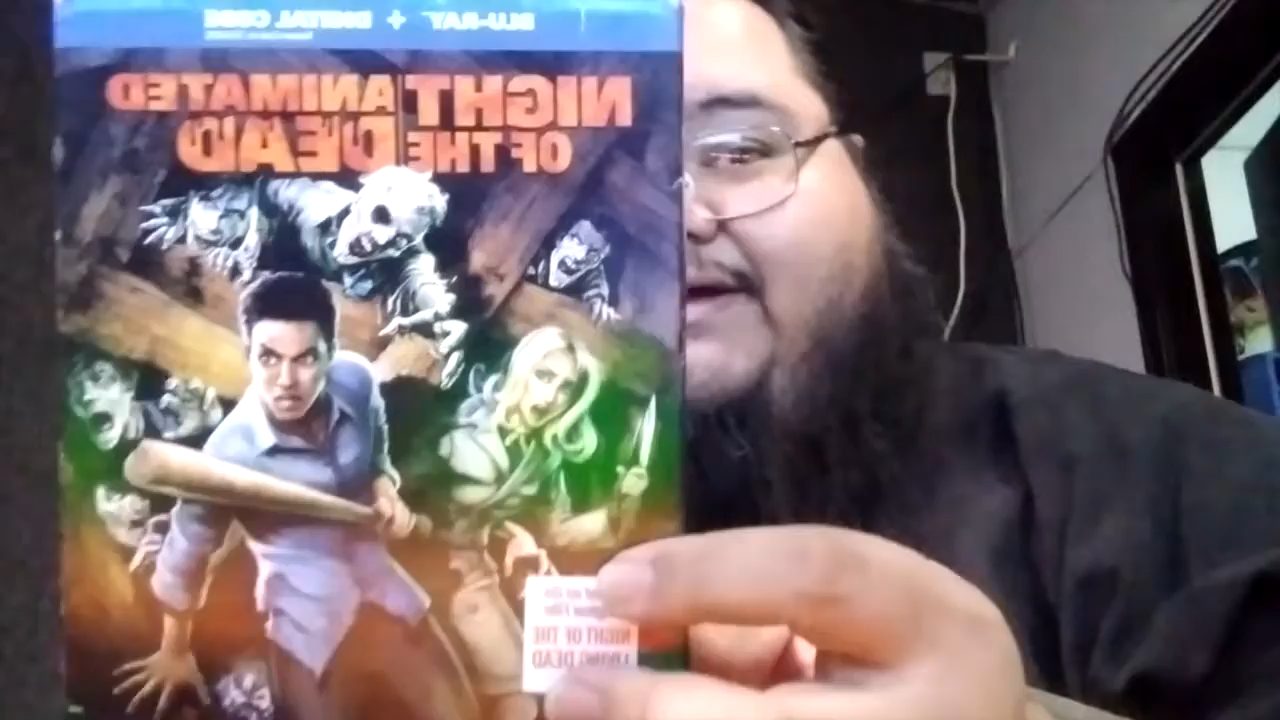 BLU-RAY + DIGITAL CODE
NIGHT ANIMATED
OF THE DEAD
NIGHT OF THE
LIVING DEAD